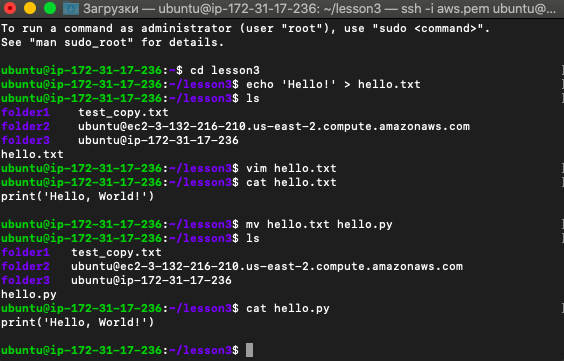 Загрузки — ubuntu@ip-172-31-17-236: ~/lesson3 — ssh -i aws.pem ubuntu@...
To run a command as administrator (user "root"), use "sudo <command>".
See "man sudo_root" for details.
ubuntu@ip-172-31-17-236:~$ cd lesson3
ubuntu@ip-172-31-17-236:~/lesson3$ echo 'Hello!' > hello.txt
ubuntu@ip-172-31-17-236:~/lesson3$ ls
folder1 test_copy.txt
folder2 ubuntu@ec2-3-132-216-210.us-east-2.compute.amazonaws.com
folder3 ubuntu@ip-172-31-17-236
hello.txt
ubuntu@ip-172-31-17-236:~/lesson3$ vim hello.txt
ubuntu@ip-172-31-17-236:~/lesson3$ cat hello.txt
print('Hello, World!')
ubuntu@ip-172-31-17-236:~/lesson3$ mv hello.txt hello.py
ubuntu@ip-172-31-17-236:~/lesson3$ ls
folder1 test_copy.txt
folder2 ubuntu@ec2-3-132-216-210.us-east-2.compute.amazonaws.com
folder3 ubuntu@ip-172-31-17-236
hello.py
ubuntu@ip-172-31-17-236:~/lesson3$ cat hello.py
print('Hello, World!')
ubuntu@ip-172-31-17-236:~/lesson3$